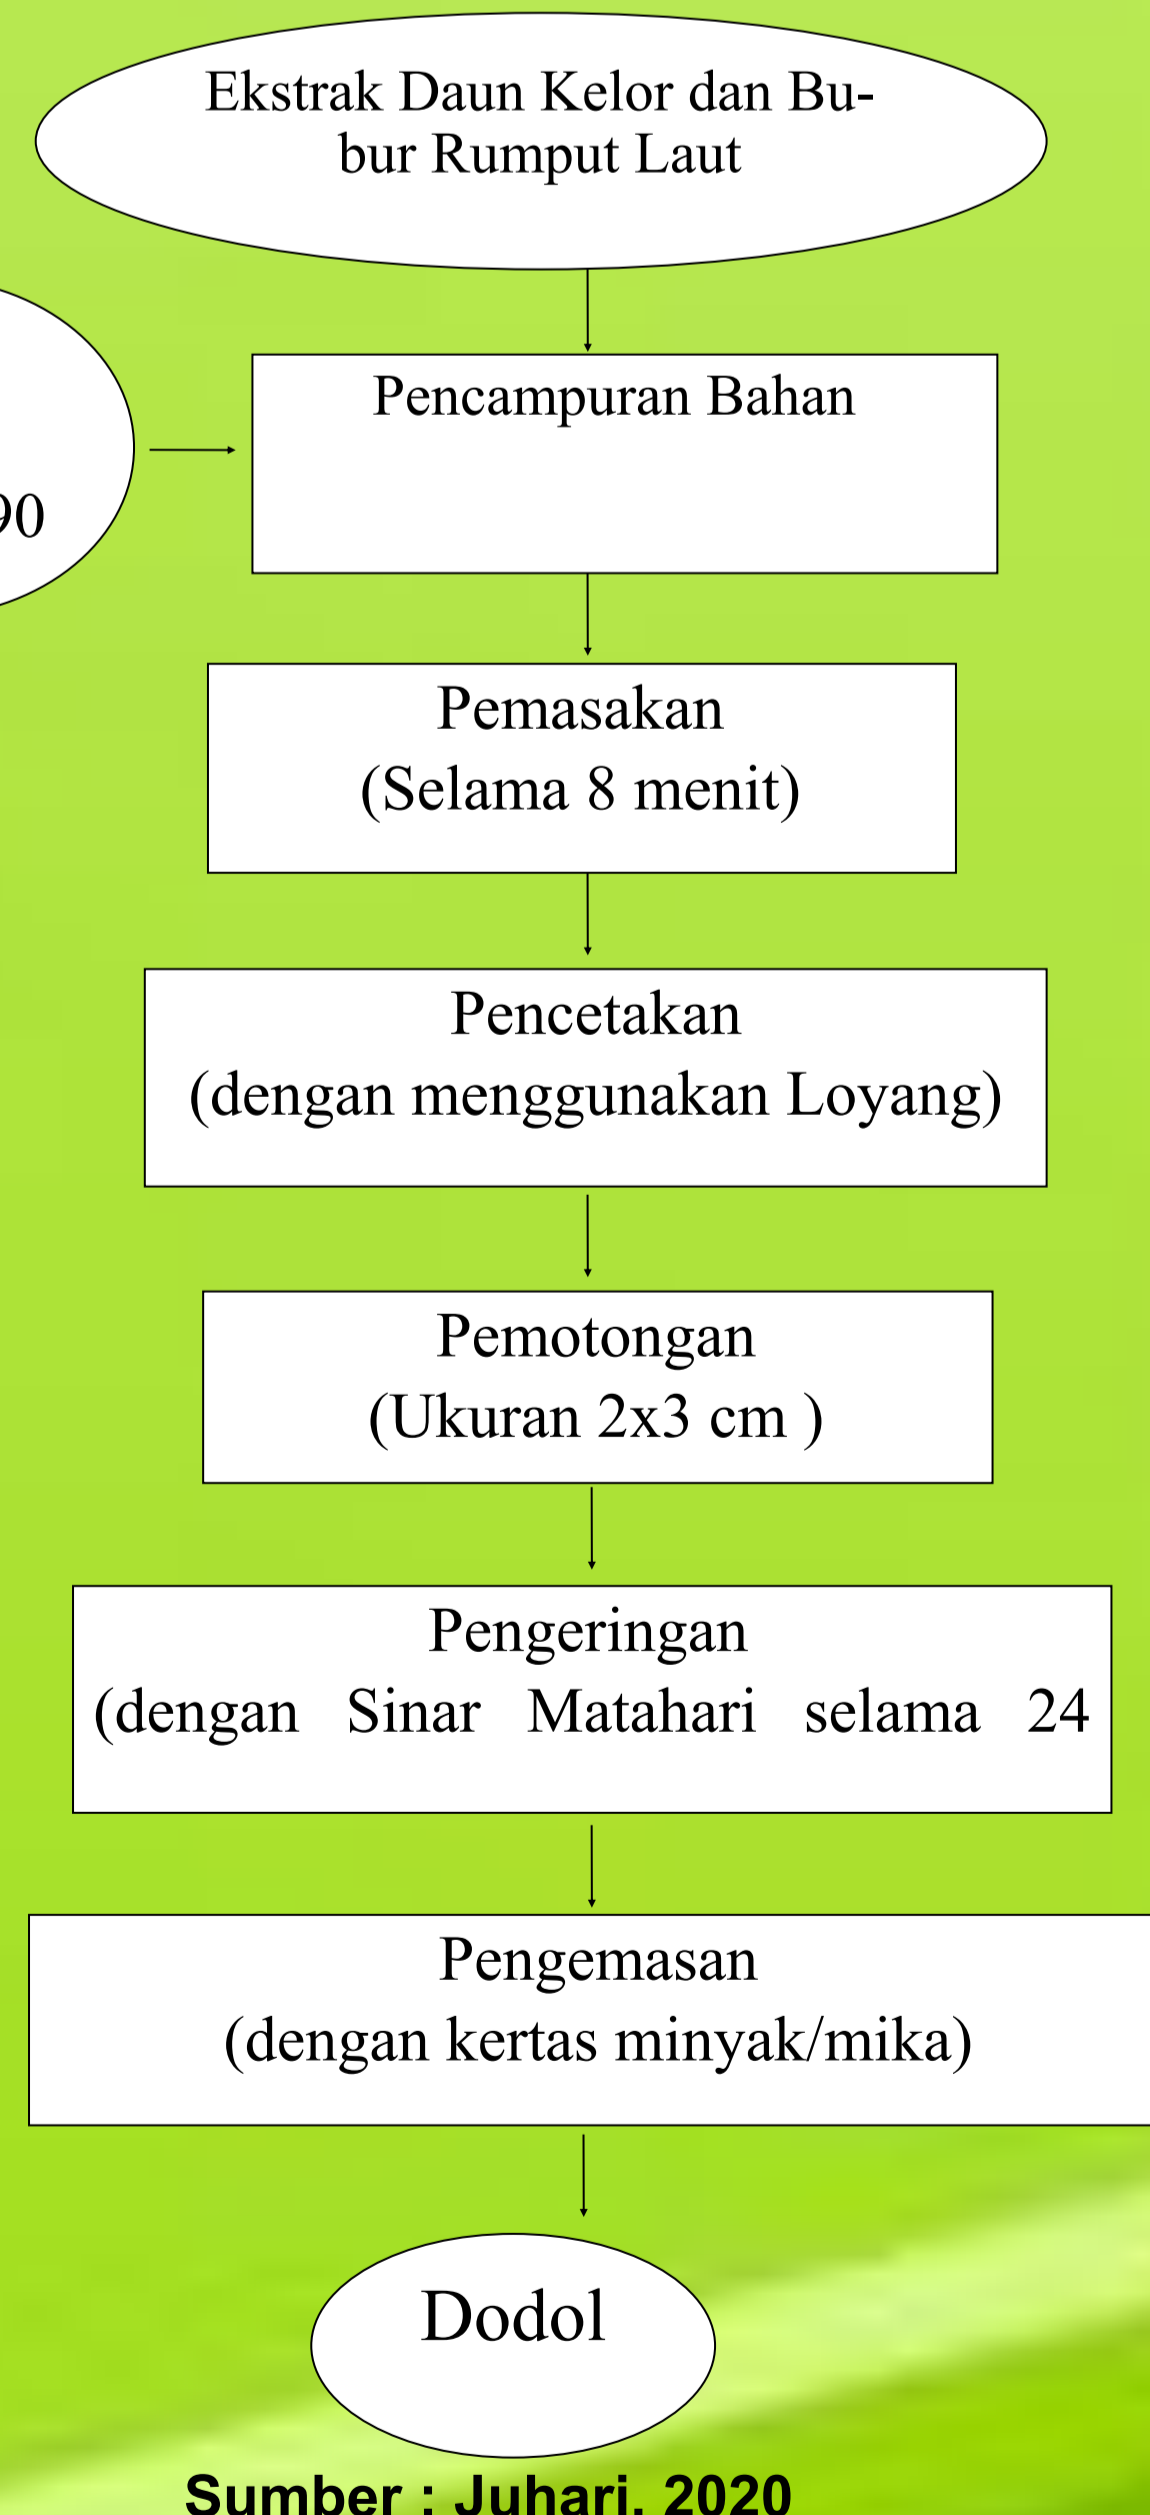 Ekstrak Daun Kelor dan Bu-
bur Rumput Laut
Pencampuran Bahan
90
Pemasakan
(Selama 8 menit)
Pencetakan
(dengan menggunakan Loyang)
Pemotongan
(Ukuran 2x3 cm )
Pengeringan
(dengan Sinar Matahari selama 24
Pengemasan
(dengan kertas minyak/mika)
Dodol
Sumber : Juhari, 2020